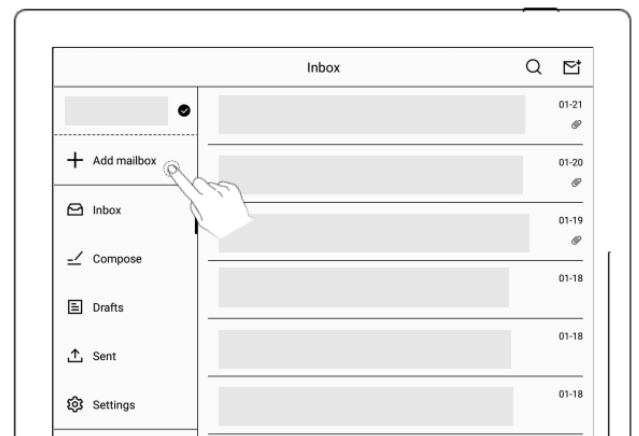 Inbox
Add mailbox
Inbox
Compose
Drafts
Sent
Settings
01-21
01-20
01-19
01-18
01-18
01-18